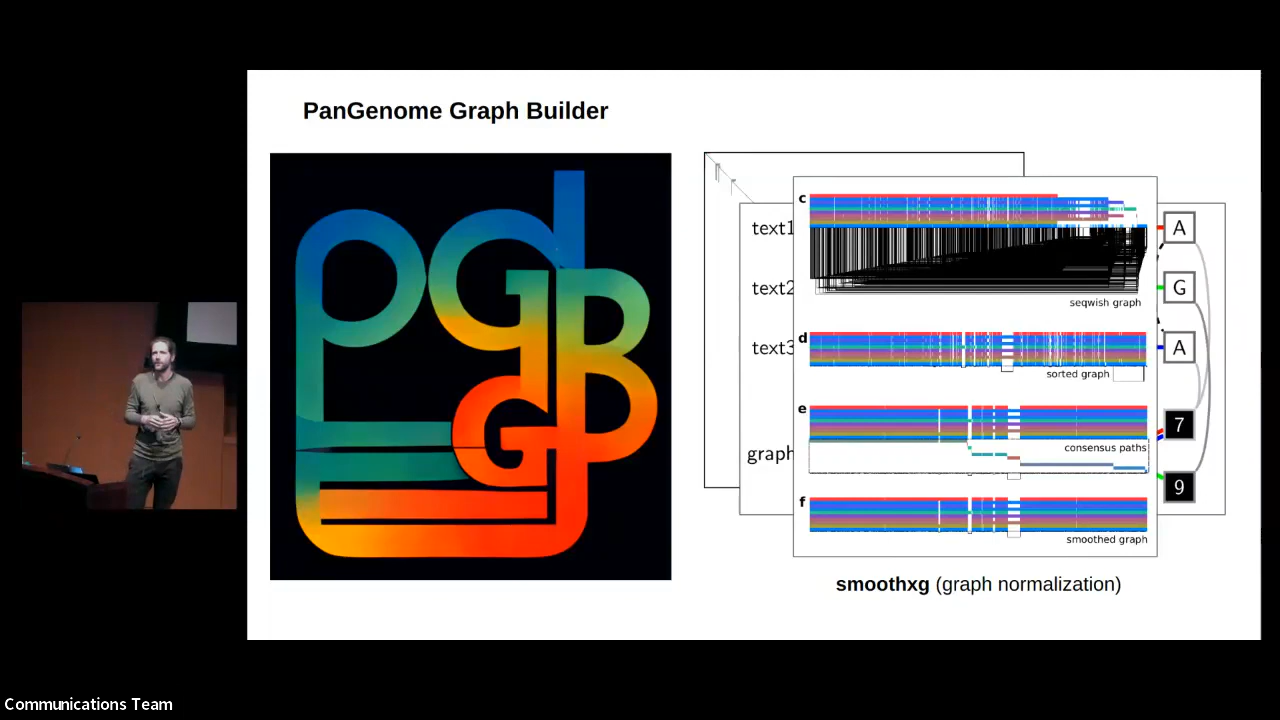 PanGenome Graph Builder
pGGB
c
text1
A
text2
G
seqwish graph
d
text3
A
sorted graph
e
7
consensus paths
graph
9
f
smoothed graph
smoothxg (graph normalization)
Communications Team